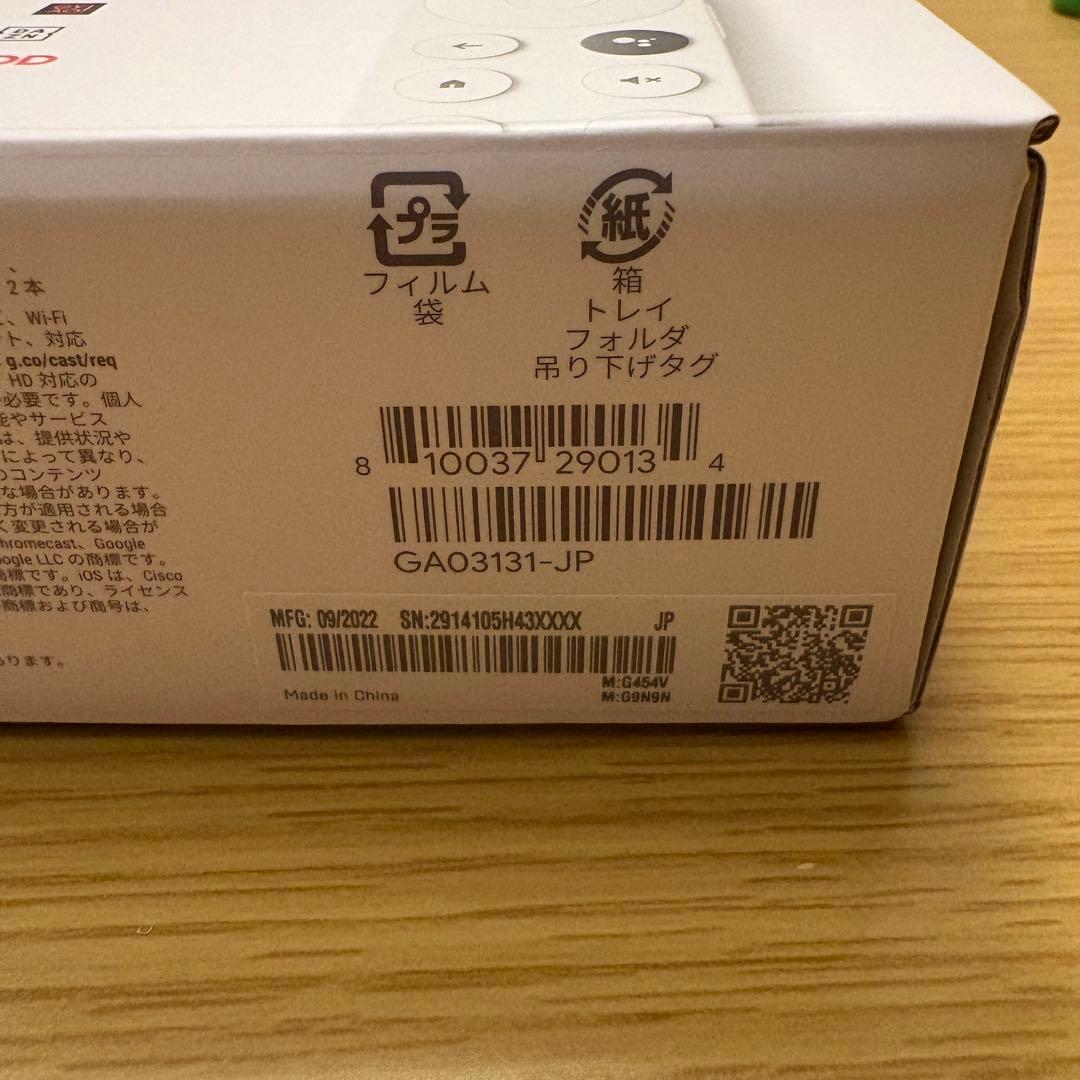 DA
ZN
プラ
フィルム
袋
紙
箱
トレイ
フォルダ
吊り下げタグ
、
2本
、Wi-Fi
ト、対応
g.co/cast/req
HD 対応の
必要です。個人
能やサービス
は、提供状況や
によって異なり、
のコンテンツ
な場合があります。
方が適用される場合
く変更される場合が
hromecast、Google
oogle LLC の商標です。
商標です。iOS は、Cisco
商標であり、ライセンス
商標および商号は、
あります。
8 10037 29013 4
GA03131-JP
MFG: 09/2022 SN:2914105H43XXXX JP
M:G454V
Made in China M:G9N9N